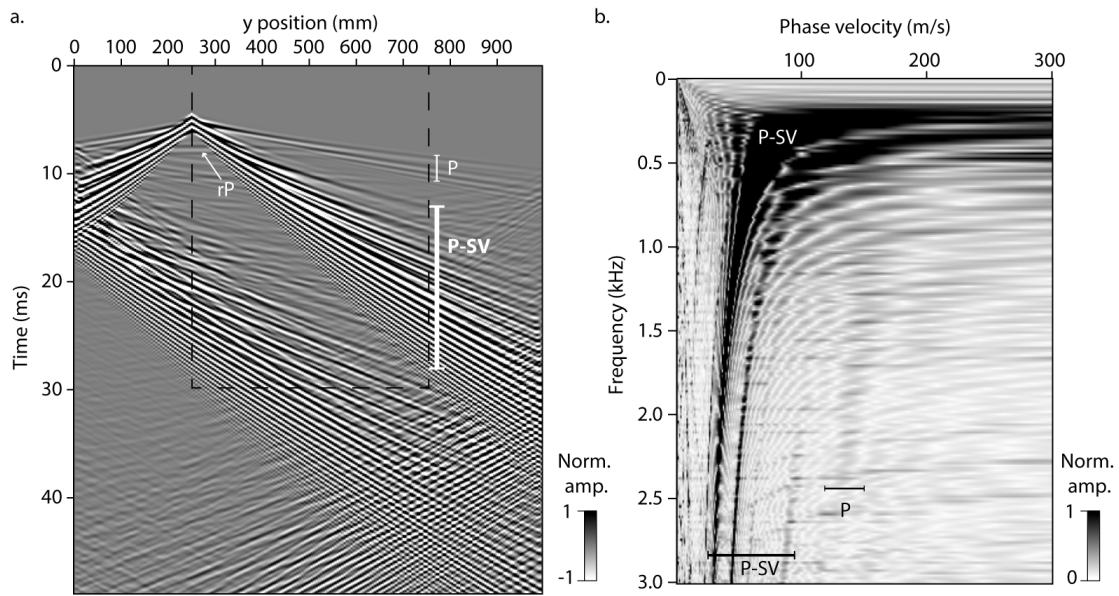 a.
y position (mm)
0 100 200 300 400 500 600 700 800 900
0
10
20
30
40
Time (ms)
rP
P
P-SV
Norm.
amp.
1
-1
b.
Phase velocity (m/s)
100 200 300
0
0.5
1.0
1.5
2.0
2.5
3.0
Frequency (kHz)
P-SV
P
P-SV
Norm.
amp.
1
0